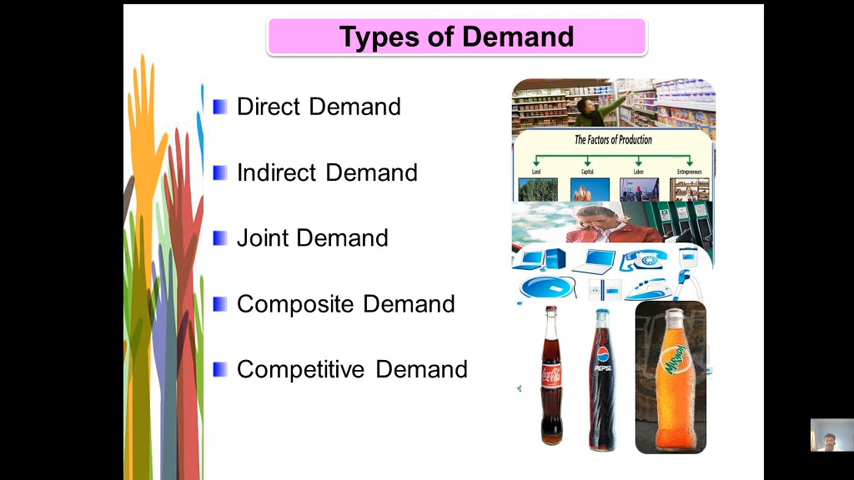 Types of Demand
Direct Demand
Indirect Demand
Joint Demand
Composite Demand
Competitive Demand
The Factors of Production
Land Capital Labor Entrepreneurs
Coca-Cola
PEPSI
Mirinda